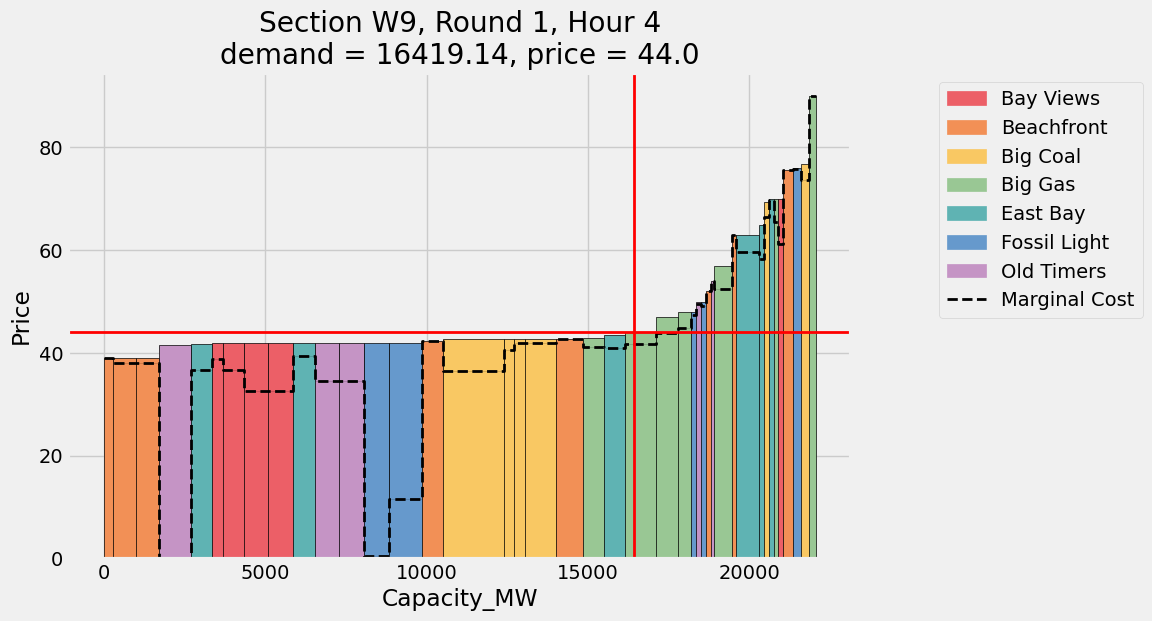 Section W9, Round 1, Hour 4
demand = 16419.14, price = 44.0
Price
80
60
40
20
0
0 5000 10000 15000 20000
Capacity_MW
Bay Views
Beachfront
Big Coal
Big Gas
East Bay
Fossil Light
Old Timers
Marginal Cost